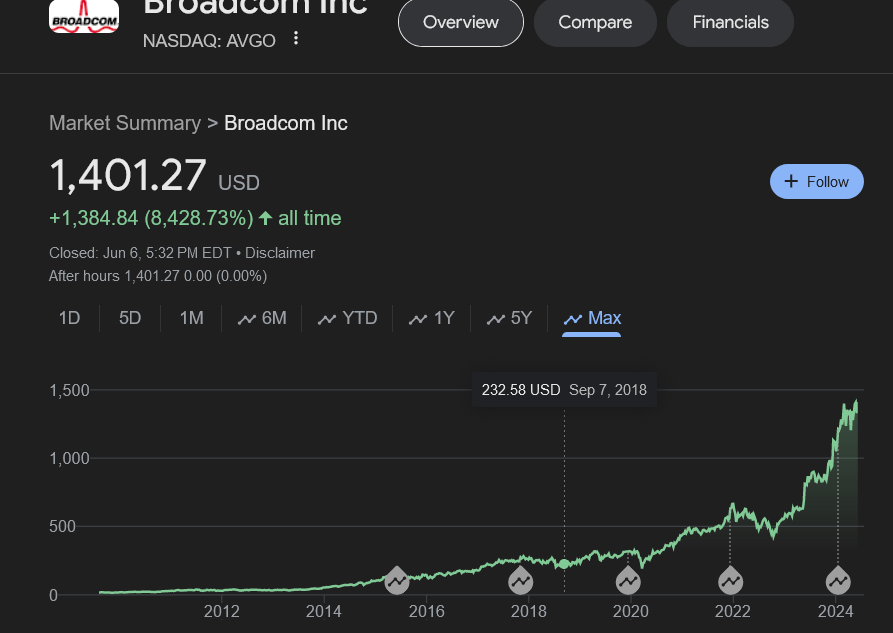 Broadcom Inc
BROADCOM
NASDAQ: AVGO
Overview
Compare
Financials
Market Summary > Broadcom Inc
1,401.27 USD
+ Follow
+1,384.84 (8,428.73%) ↑ all time
Closed: Jun 6, 5:32 PM EDT • Disclaimer
After hours 1,401.27 0.00 (0.00%)
1D 5D 1M 6M YTD 1Y 5Y Max
232.58 USD Sep 7, 2018
1,500
1,000
500
0
2012 2014 2016 2018 2020 2022 2024